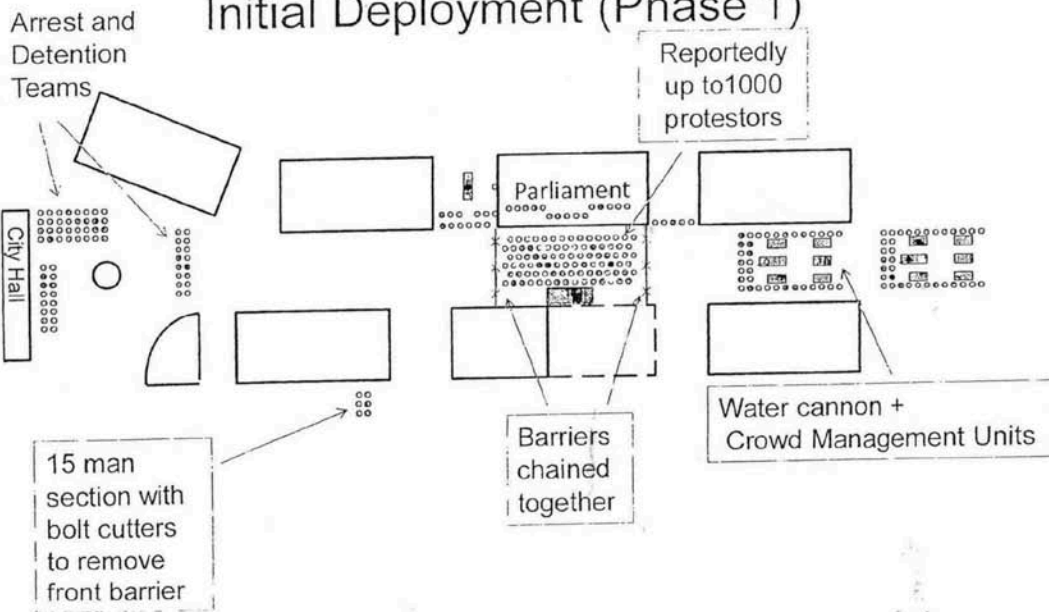 Initial Deployment (Phase 1)
Arrest and
Detention
Teams
Reportedly
up to1000
protestors
Parliament
City Hall
15 man
section with
bolt cutters
to remove
front barrier
Barriers
chained
together
Water cannon +
Crowd Management Units